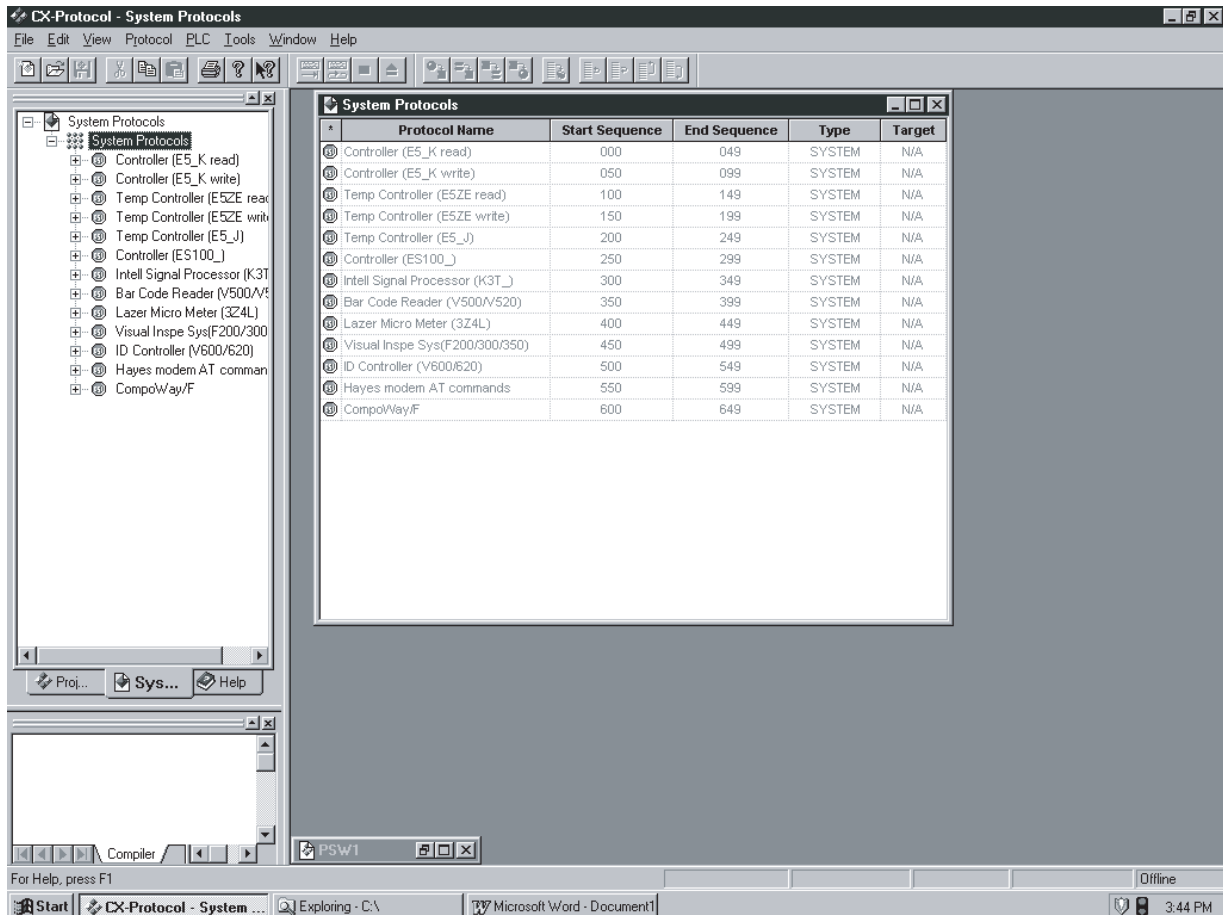 CX-Protocol - System Protocols
File Edit View Protocol PLC Tools Window Help
System Protocols
System Protocols
Controller (E5_K read)
Controller (E5_K write)
Temp Controller (E5ZE read
Temp Controller (E5ZE write
Temp Controller (E5_J)
Controller (ES100_)
Intell Signal Processor (K3T
Bar Code Reader (V500/V5
Lazer Micro Meter (3Z4L)
Visual Inspe Sys(F200/300
ID Controller (V600/620)
Hayes modem AT comman
CompoWay/F
Proj... Sys... Help
Compiler
System Protocols
* Protocol Name Start Sequence End Sequence Type Target
Controller (E5_K read) 000 049 SYSTEM N/A
Controller (E5_K write) 050 099 SYSTEM N/A
Temp Controller (E5ZE read) 100 149 SYSTEM N/A
Temp Controller (E5ZE write) 150 199 SYSTEM N/A
Temp Controller (E5_J) 200 249 SYSTEM N/A
Controller (ES100_) 250 299 SYSTEM N/A
Intell Signal Processor (K3T_) 300 349 SYSTEM N/A
Bar Code Reader (V500/V520) 350 399 SYSTEM N/A
Lazer Micro Meter (3Z4L) 400 449 SYSTEM N/A
Visual Inspe Sys(F200/300/350) 450 499 SYSTEM N/A
ID Controller (V600/620) 500 549 SYSTEM N/A
Hayes modem AT commands 550 599 SYSTEM N/A
CompoWay/F 600 649 SYSTEM N/A
PSW1
For Help, press F1 Offline
Start CX-Protocol - System ... Exploring - C:\ Microsoft Word - Document1 3:44 PM